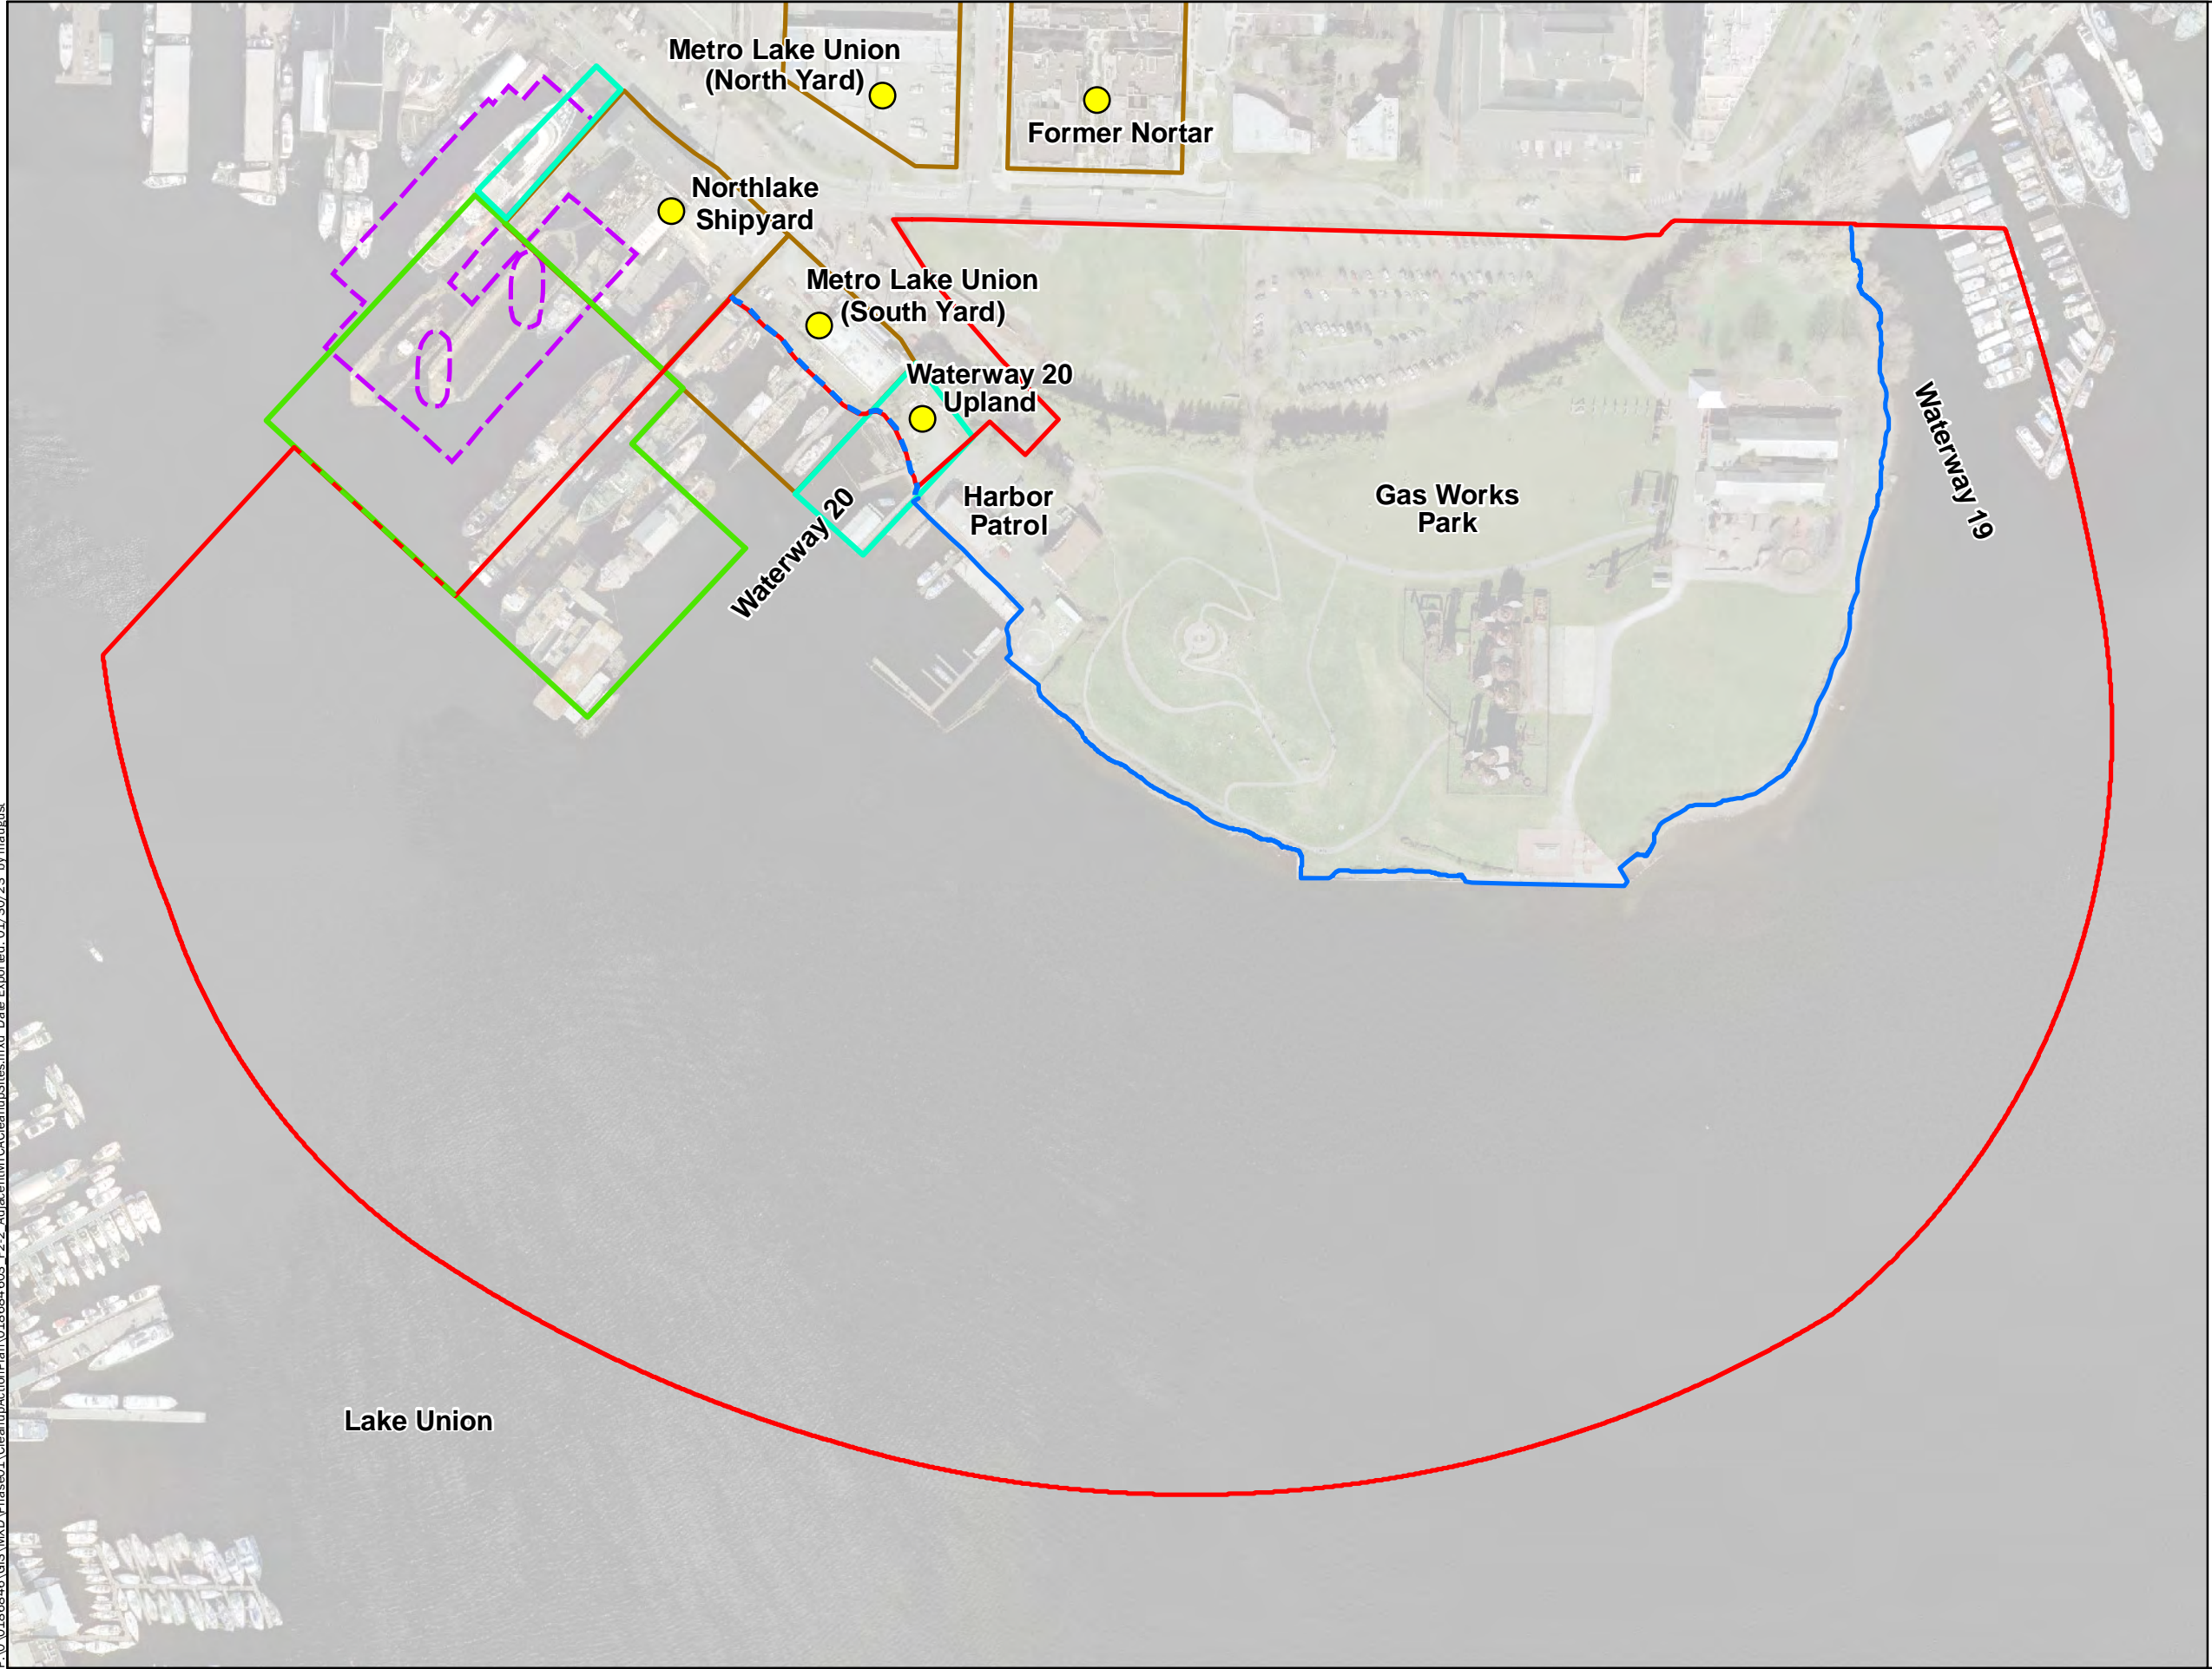 Metro Lake Union
(North Yard)
Former Nortar
Northlake
Shipyard
Metro Lake Union
(South Yard)
Waterway 20
Upland
Waterway 19
Harbor
Patrol
Gas Works
Park
Waterway 20
Lake Union